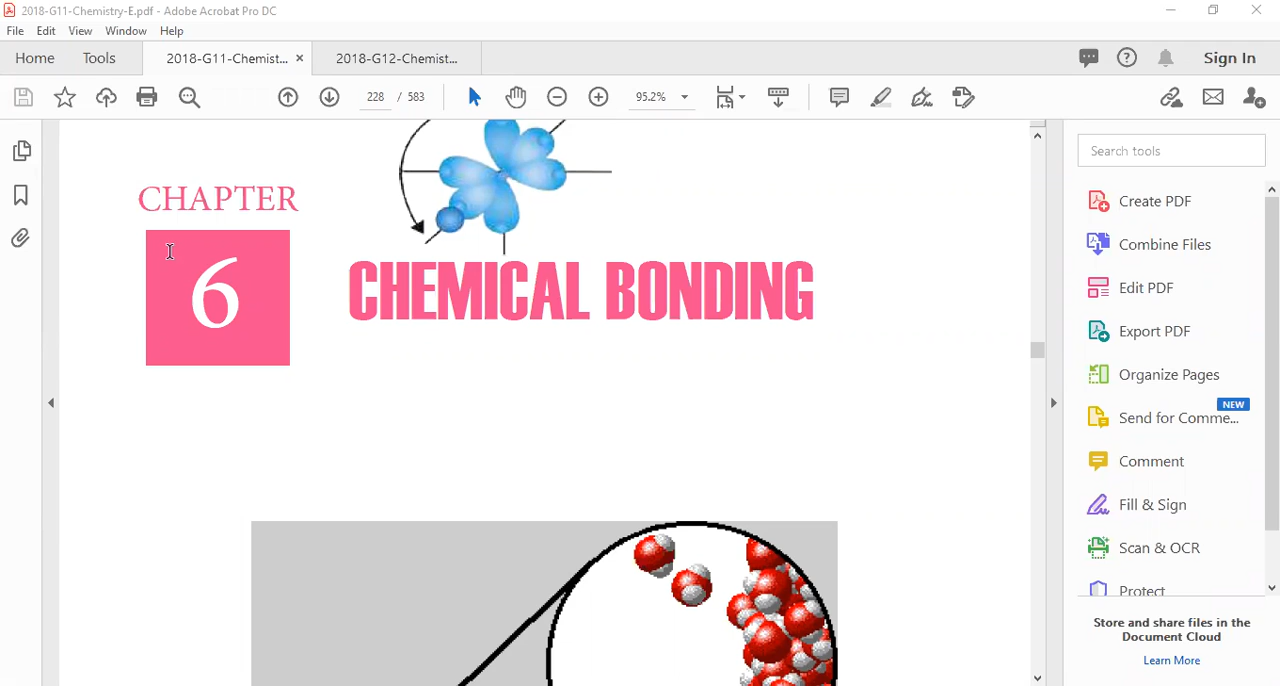 2018-G11-Chemistry-E.pdf - Adobe Acrobat Pro DC
File Edit View Window Help
Home Tools 2018-G11-Chemist... × 2018-G12-Chemist... Sign In
228 / 583 95.2%
Search tools
CHAPTER
6
CHEMICAL BONDING
Create PDF
Combine Files
Edit PDF
Export PDF
Organize Pages
NEW
Send for Comme...
Comment
Fill & Sign
Scan & OCR
Protect
Store and share files in the
Document Cloud
Learn More